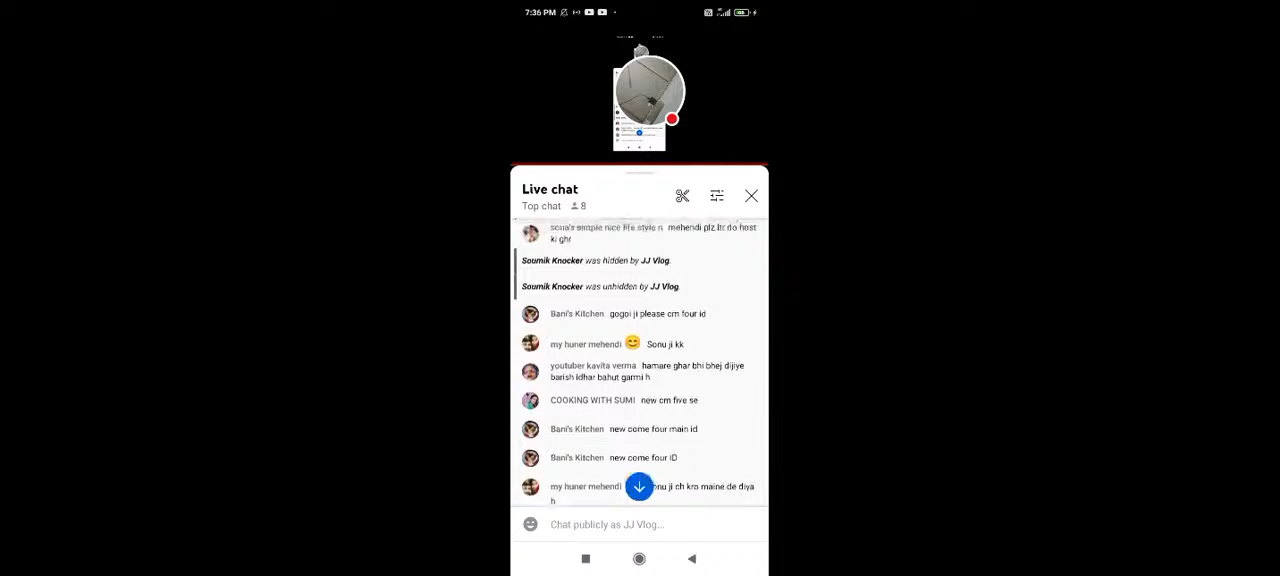 7:36 PM
Live chat
Top chat 8
sona's simple nice life style n mehendi plz ltr do host
ki ghr
Soumik Knocker was hidden by JJ Vlog.
Soumik Knocker was unhidden by JJ Vlog.
Bani's Kitchen gogoi ji please cm four id
my huner mehendi 😊 Sonu ji kk
youtuber kavita verma hamare ghar bhi bhej dijiye
barish idhar bahut garmi h
COOKING WITH SUMI new cm five se
Bani's Kitchen new come four main id
Bani's Kitchen new come four iD
my huner mehendi ji ch kro maine de diya
h
Chat publicly as JJ Vlog...